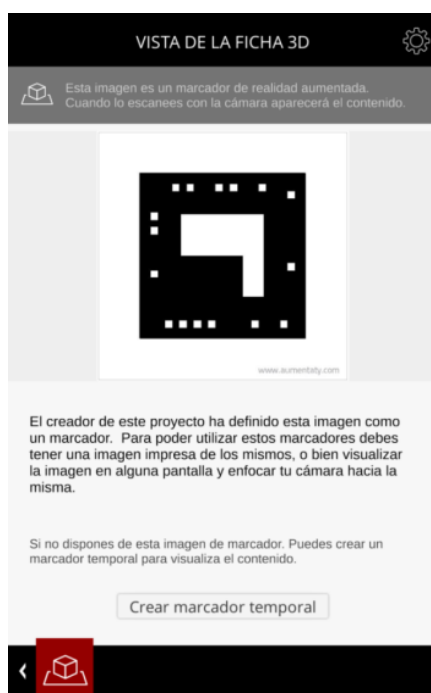 VISTA DE LA FICHA 3D
Esta imagen es un marcador de realidad aumentada.
Cuando lo escanees con la cámara aparecerá el contenido.
www.aumentaty.com
El creador de este proyecto ha definido esta imagen como
un marcador. Para poder utilizar estos marcadores debes
tener una imagen impresa de los mismos, o bien visualizar
la imagen en alguna pantalla y enfocar tu cámara hacia la
misma.
Si no dispones de esta imagen de marcador. Puedes crear un
marcador temporal para visualiza el contenido.
Crear marcador temporal